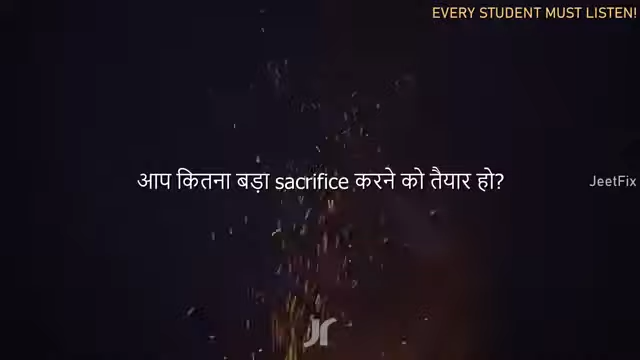 EVERY STUDENT MUST LISTEN!
आप कितना बड़ा sacrifice करने को तैयार हो?
JeetFix